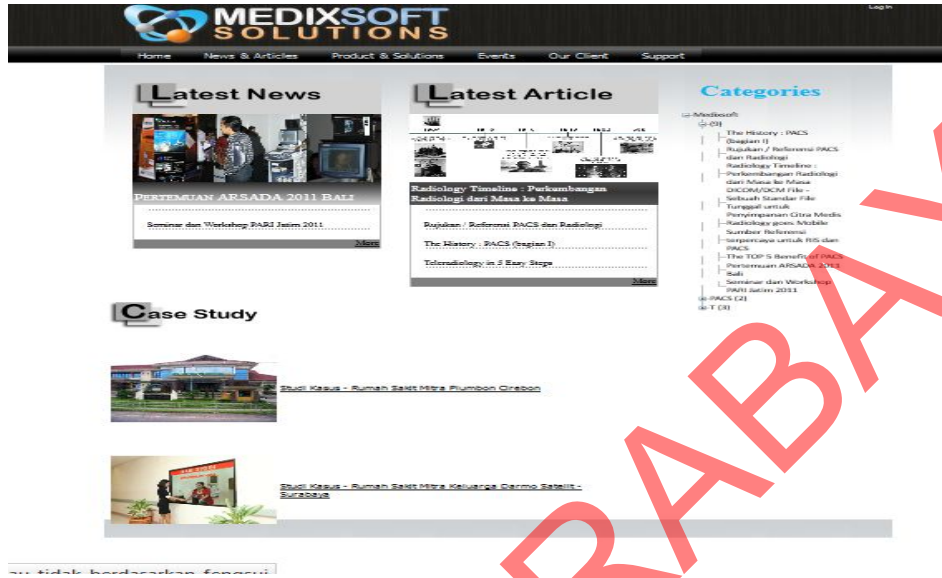 MEDIXSOFT
SOLUTIONS
Log In
Home News & Articles Product & Solutions Events Our Client Support
Latest News
PERTEMUAN ARSADA 2011 BALI
Seminar dan Workshop PARI Jatim 2011
More
Latest Article
Radiology Timeline : Perkambangan
Radiologi dari Masa ke Masa
Rujukan / Referensi PACS dan Radiologi
The History : PACS (bagian I)
Teleradiology in 5 Easy Steps
More
Categories
Medixsoft
(9)
The History : PACS
(bagian I)
Rujukan / Referensi PACS
dan Radiologi
Radiology Timeline :
Perkembangan Radiologi
dari Masa ke Masa
DICOM/DCM File -
Sebuah Standar File
Tunggal untuk
Penyimpanan Citra Medis
Radiology goes Mobile
Sumber Referensi
terpercaya untuk RIS dan
PACS
The TOP 5 Benefit of PACS
Pertemuan ARSADA 2011
Bali
Seminar dan Workshop
PARI Jatim 2011
PACS (2)
T (3)
Case Study
Studi Kasus - Rumah Sakit Mitra Plumbon Cirebon
Studi Kasus - Rumah Sakit Mitra Keluarga Darmo Satelit -
Surabaya
RABAYA
au tidak berdasarkan fengsui